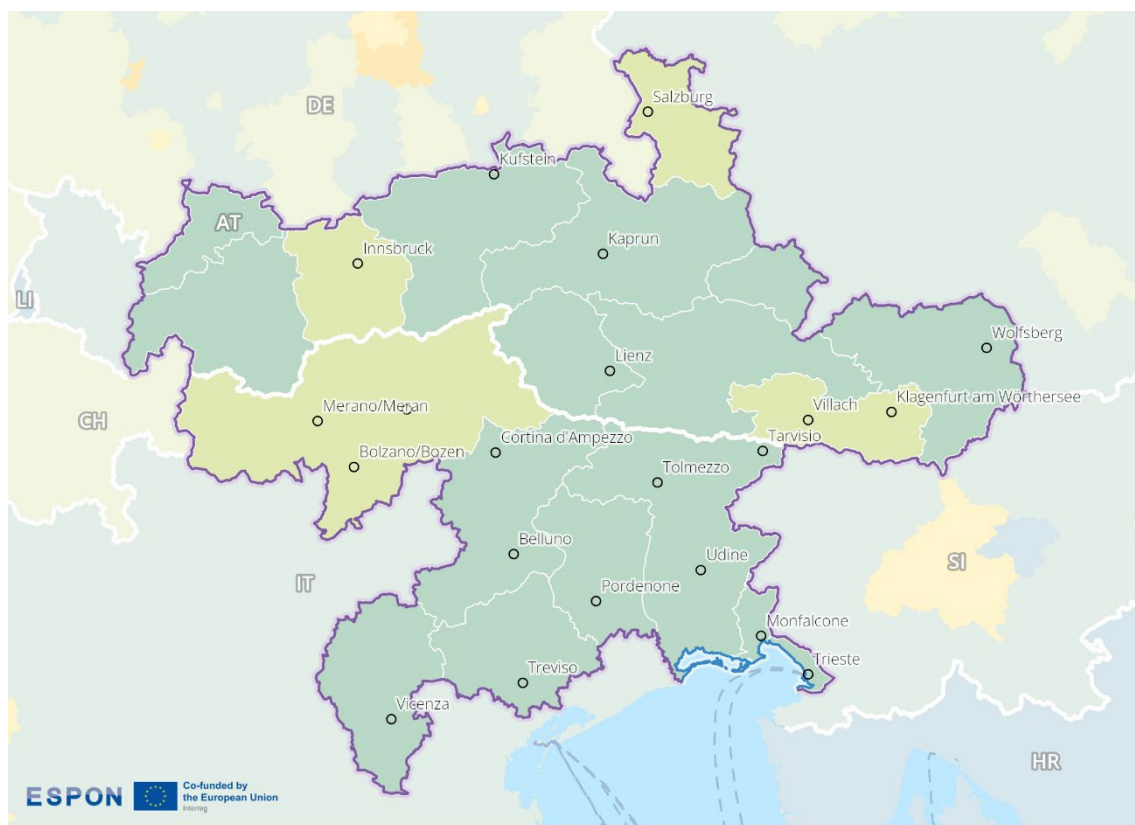 Salzburg
DE
Kufstein
AT
Innsbruck
Kaprun
LI
Lienz
Wolfsberg
CH
Merano/Meran
Villach
Klagenfurt am Wörthersee
Cortina d'Ampezzo
Tarvisio
Bolzano/Bozen
Tolmezzo
Belluno
Udine
SI
IT
Pordenone
Monfalcone
Treviso
Trieste
Vicenza
HR
ESPON
Co-funded by
the European Union
Interreg